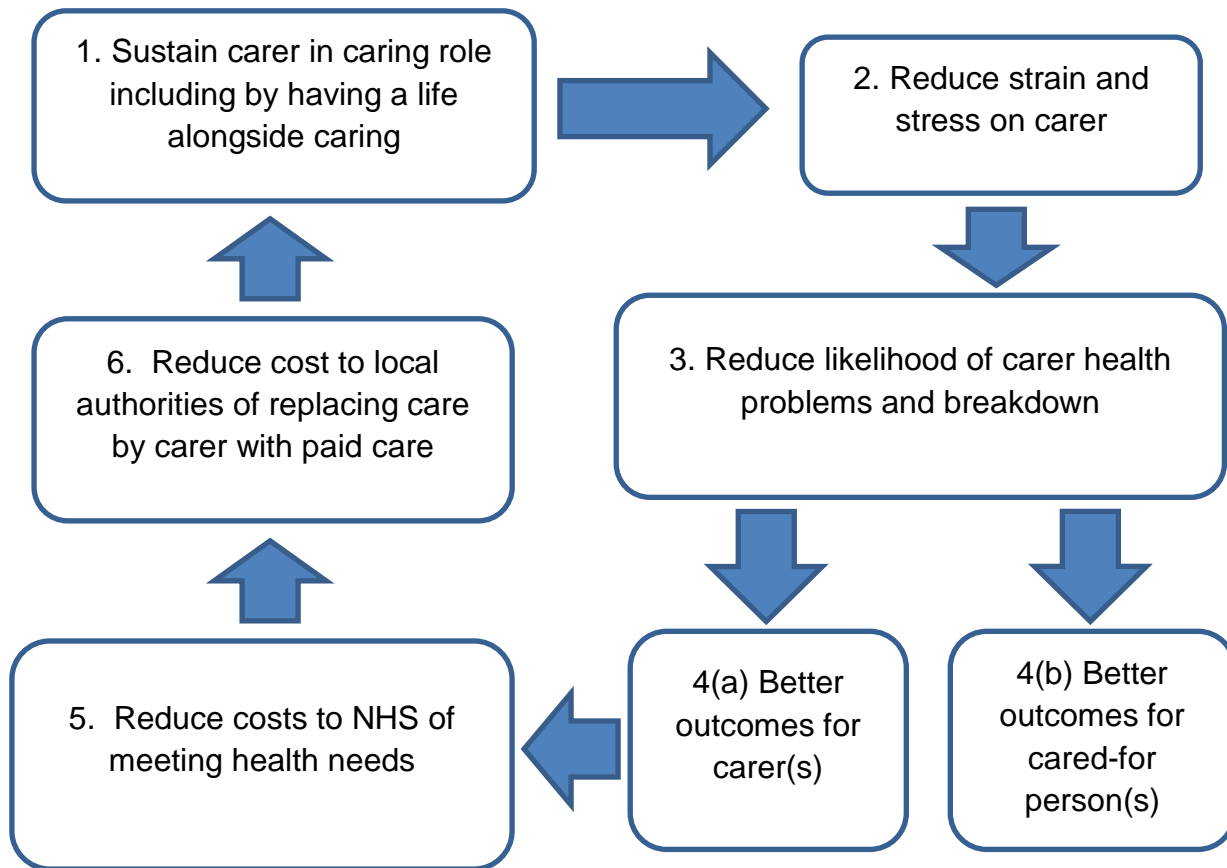 1. Sustain carer in caring role
including by having a life
alongside caring
2. Reduce strain and
stress on carer
3. Reduce likelihood of carer health
problems and breakdown
4(a) Better
outcomes for
carer(s)
4(b) Better
outcomes for
cared-for
person(s)
5.  Reduce costs to NHS of
meeting health needs
6.  Reduce cost to local
authorities of replacing care
by carer with paid care